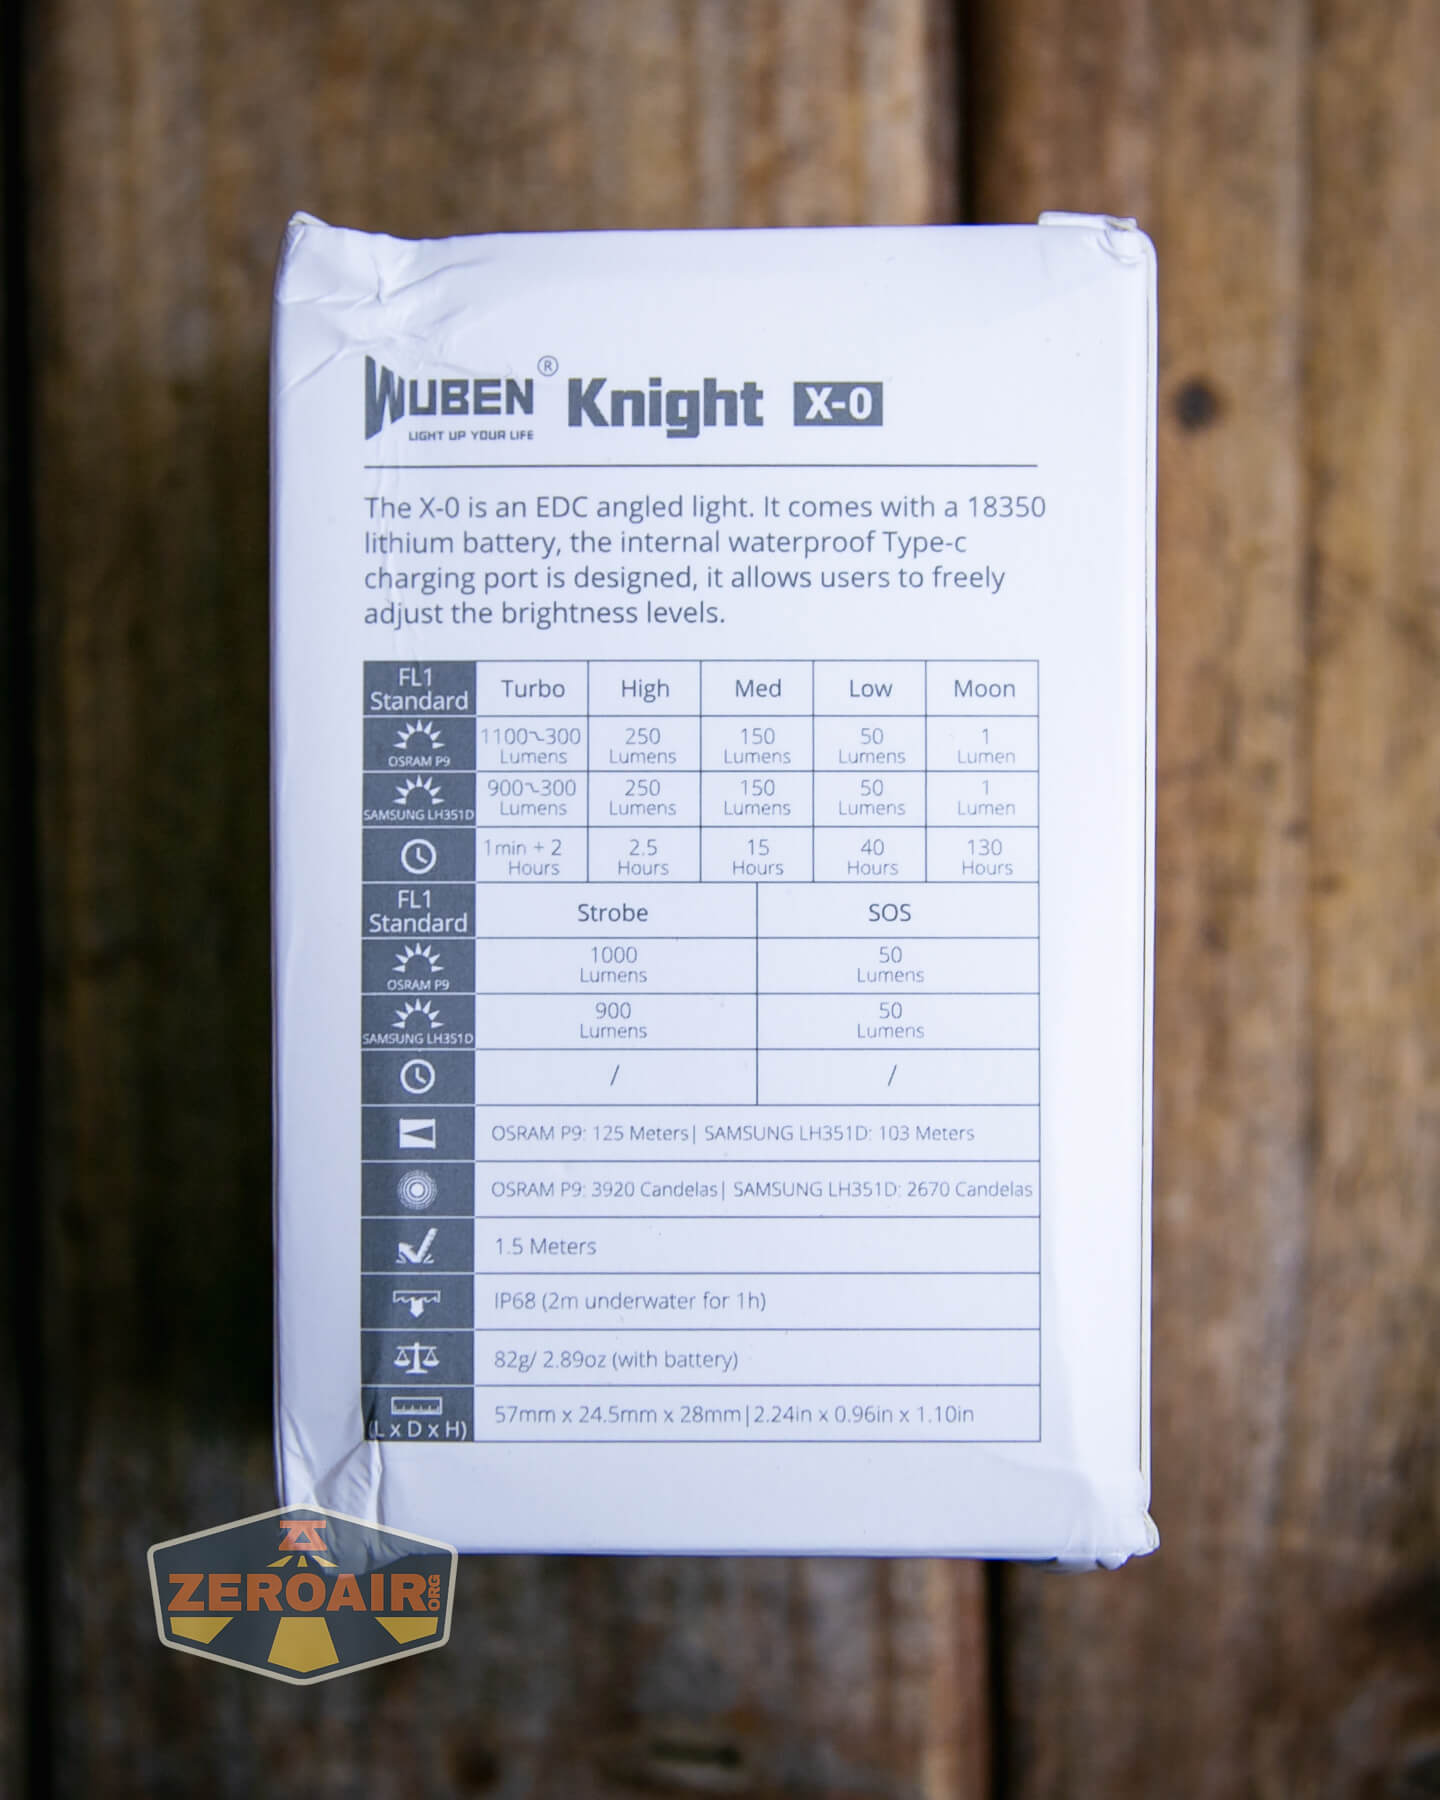 WUBEN® Knight X-0
LIGHT UP YOUR LIFE
The X-0 is an EDC angled light. It comes with a 18350
lithium battery, the internal waterproof Type-c
charging port is designed, it allows users to freely
adjust the brightness levels.
FL1 Standard Turbo High Med Low Moon
OSRAM P9 1100~300 Lumens 250 Lumens 150 Lumens 50 Lumens 1 Lumen
SAMSUNG LH351D 900~300 Lumens 250 Lumens 150 Lumens 50 Lumens 1 Lumen
1min + 2 Hours 2.5 Hours 15 Hours 40 Hours 130 Hours
FL1 Standard Strobe SOS
OSRAM P9 1000 Lumens 50 Lumens
SAMSUNG LH351D 900 Lumens 50 Lumens
/ /
OSRAM P9: 125 Meters| SAMSUNG LH351D: 103 Meters
OSRAM P9: 3920 Candelas| SAMSUNG LH351D: 2670 Candelas
1.5 Meters
IP68 (2m underwater for 1h)
82g/ 2.89oz (with battery)
(L x D x H) 57mm x 24.5mm x 28mm|2.24in x 0.96in x 1.10in
ZEROAIR.ORG